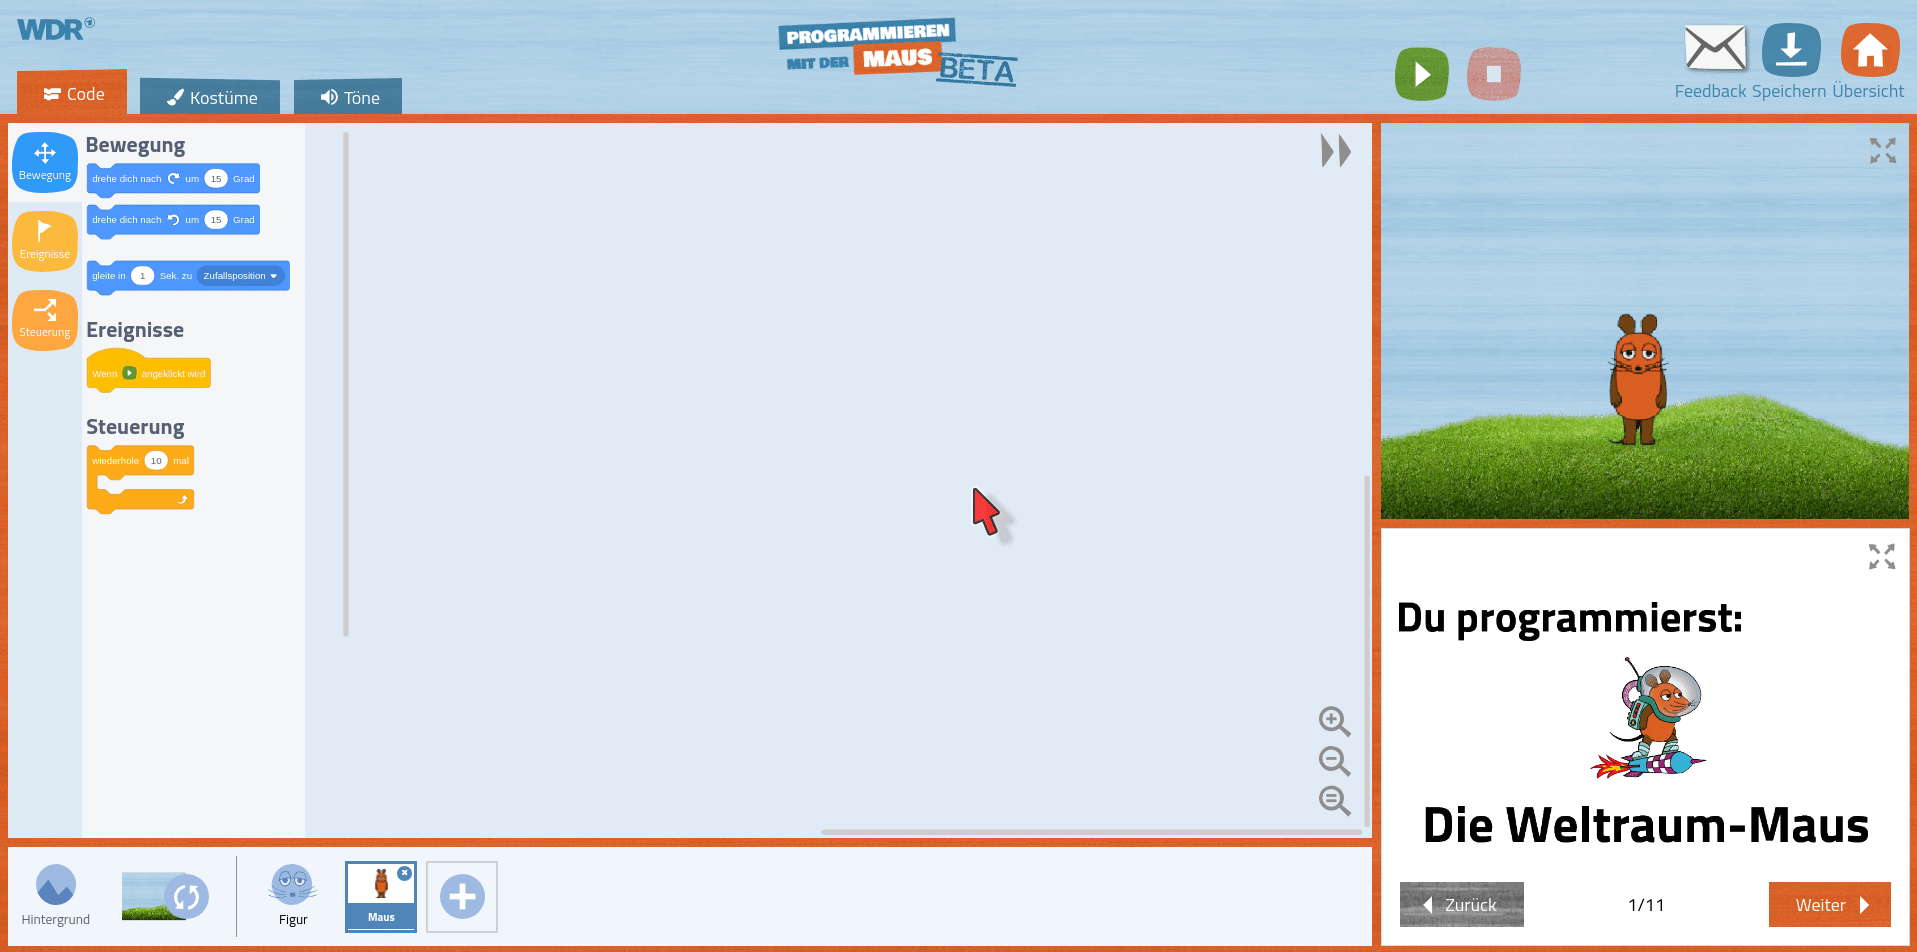 WDR
PROGRAMMIEREN
MIT DER MAUS
BETA
Feedback Speichern Übersicht
Code
Kostüme
Töne
Bewegung
Ereignisse
Steuerung
Bewegung
drehe dich nach um 15 Grad
drehe dich nach um 15 Grad
gleite in 1 Sek. zu Zufallsposition
Ereignisse
Wenn angeklickt wird
Steuerung
wiederhole 10 mal
Du programmierst:
Die Weltraum-Maus
Zurück
1/11
Weiter
Hintergrund
Figur
Maus